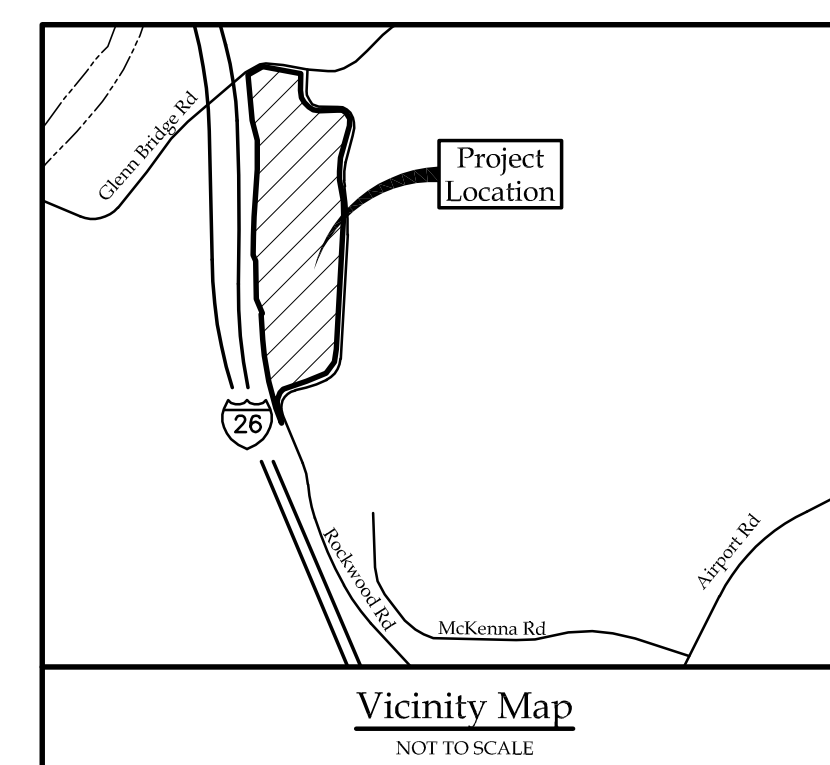 Glenn Bridge Rd
Project
Location
26
Rockwood Rd
McKenna Rd
Airport Rd
Vicinity Map
NOT TO SCALE